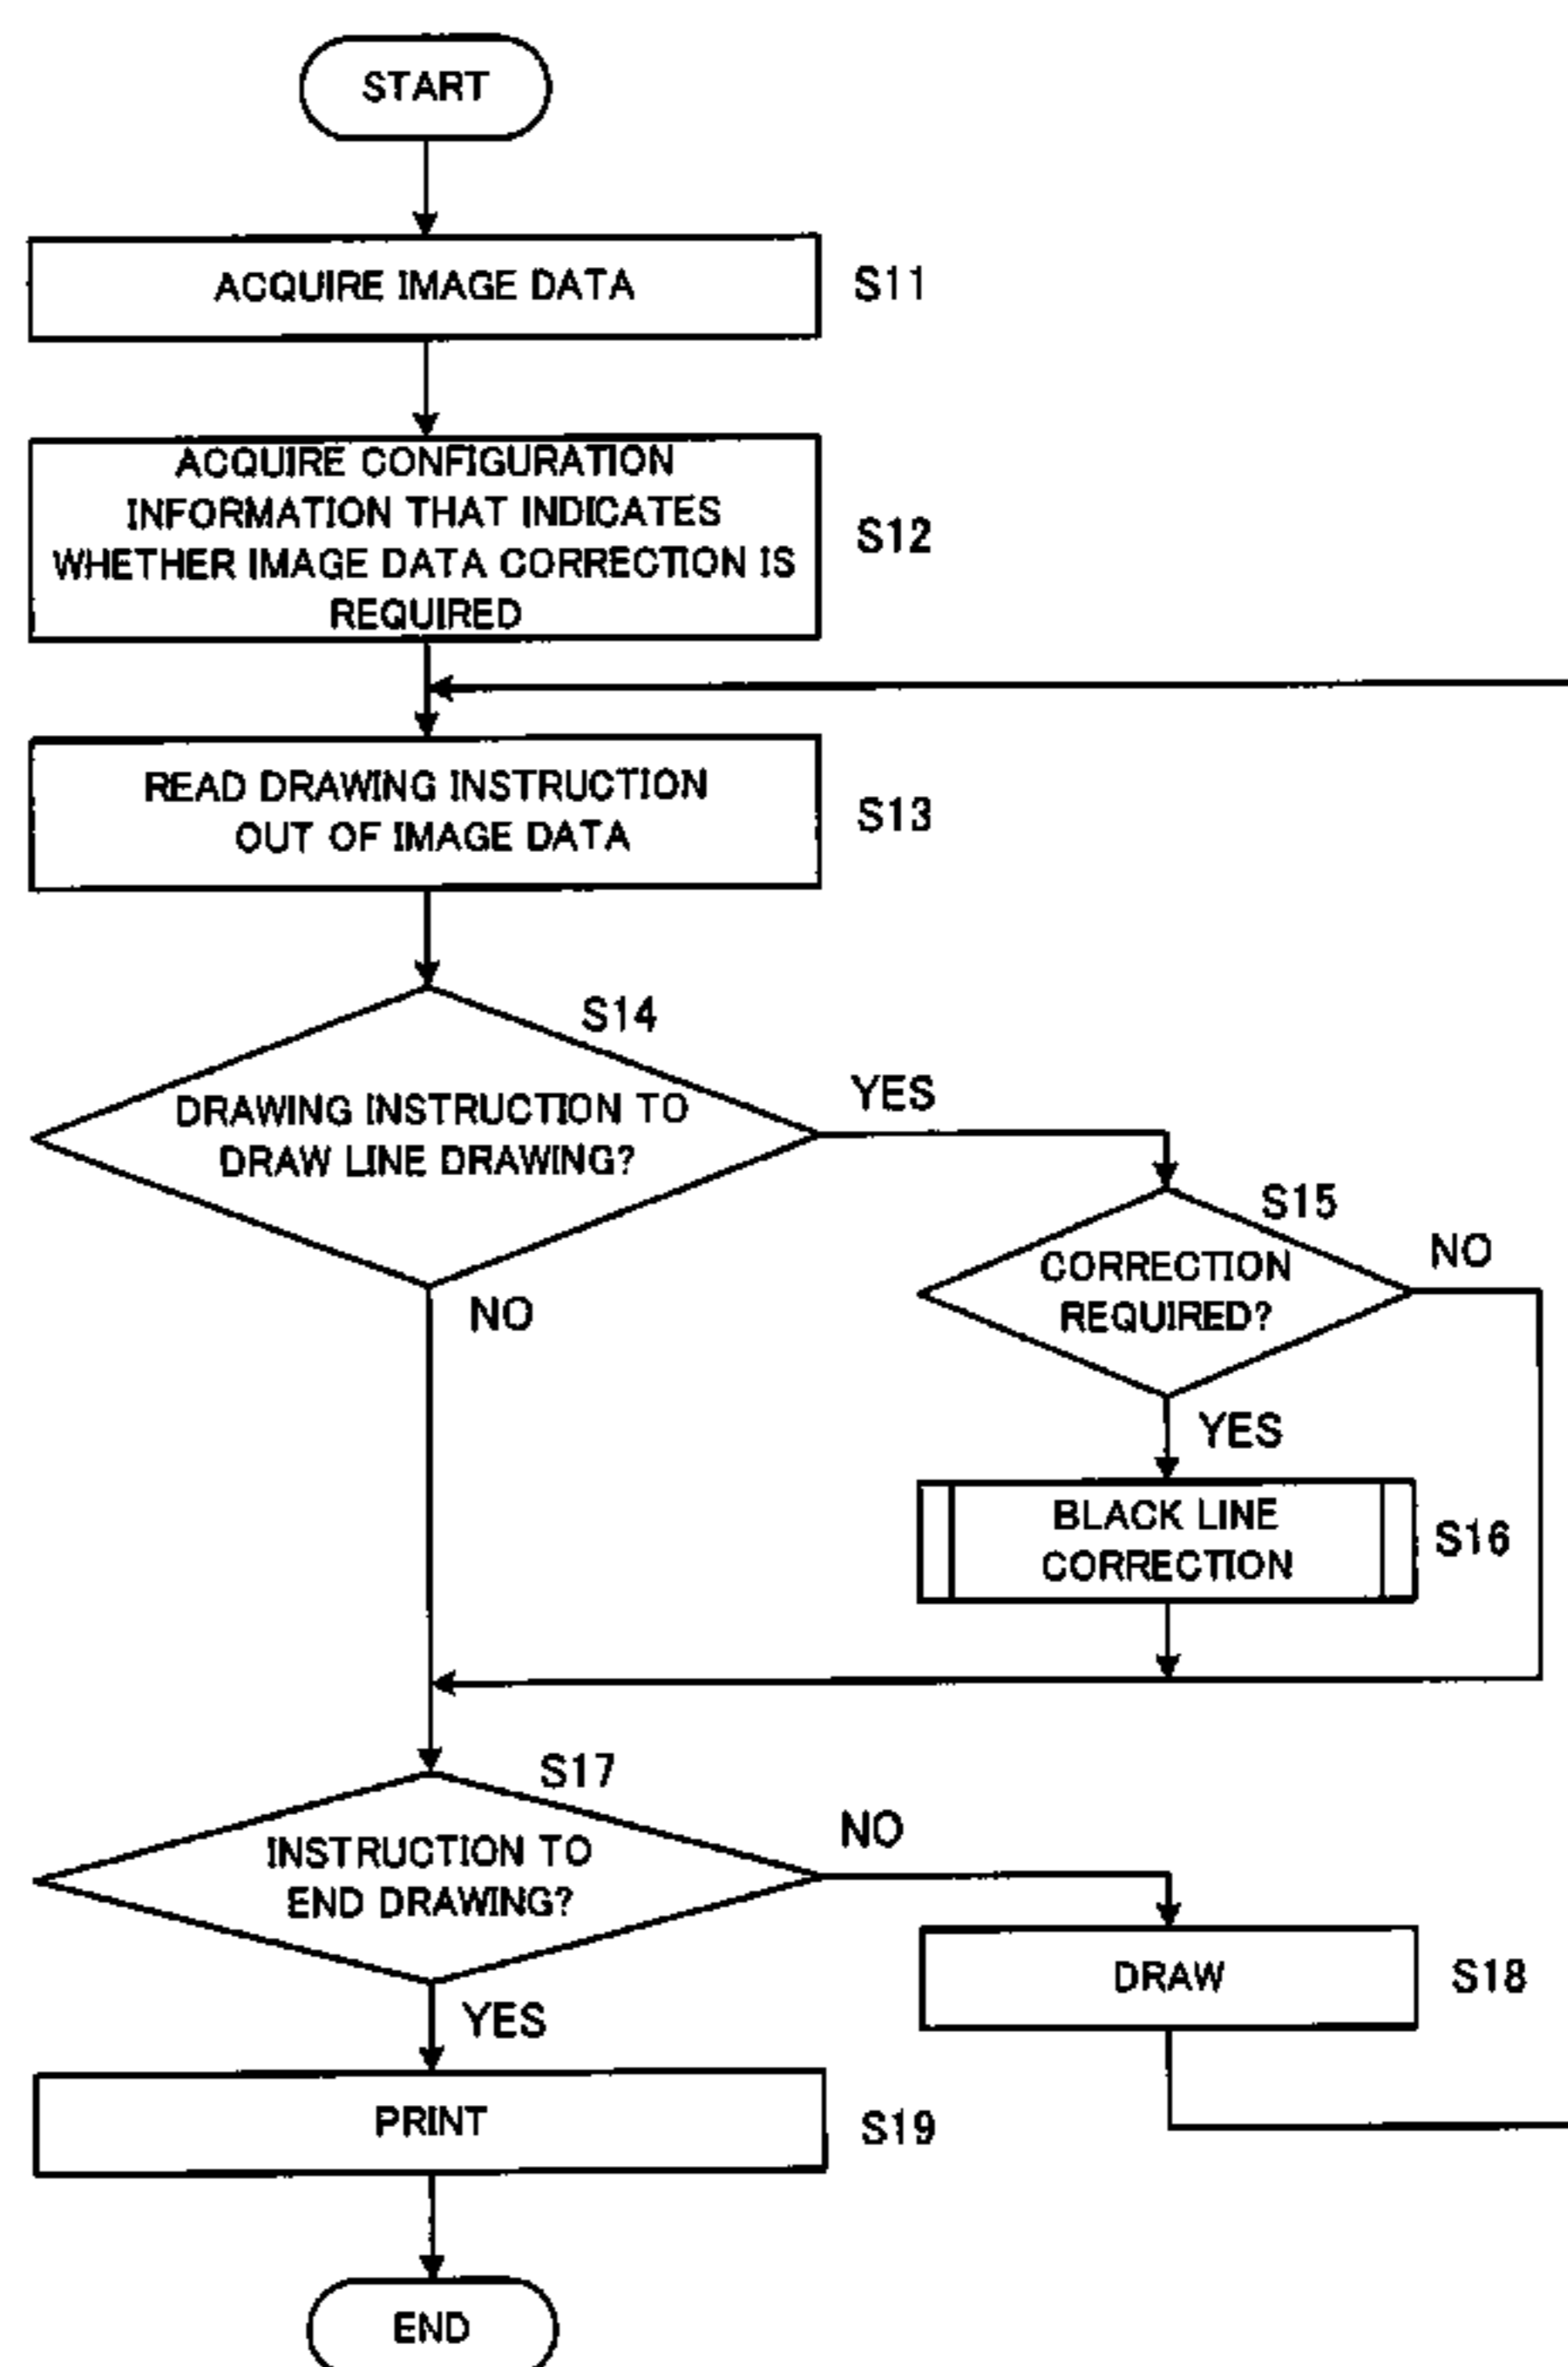 START
ACQUIRE IMAGE DATA
S11
ACQUIRE CONFIGURATION
INFORMATION THAT INDICATES
WHETHER IMAGE DATA CORRECTION IS
REQUIRED
S12
READ DRAWING INSTRUCTION
OUT OF IMAGE DATA
S13
S14
DRAWING INSTRUCTION TO
DRAW LINE DRAWING?
YES
NO
S15
CORRECTION
REQUIRED?
NO
YES
BLACK LINE
CORRECTION
S16
S17
INSTRUCTION TO
END DRAWING?
NO
YES
DRAW
S18
PRINT
S19
END